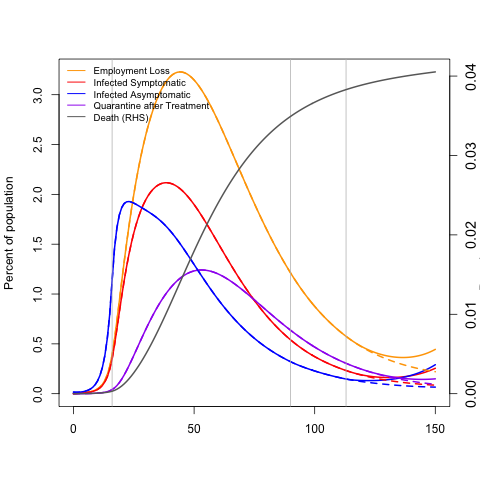 Employment Loss
Infected Symptomatic
Infected Asymptomatic
Quarantine after Treatment
Death (RHS)
Percent of population
0.0
0.5
1.0
1.5
2.0
2.5
3.0
0.00
0.01
0.02
0.03
0.04
0
50
100
150